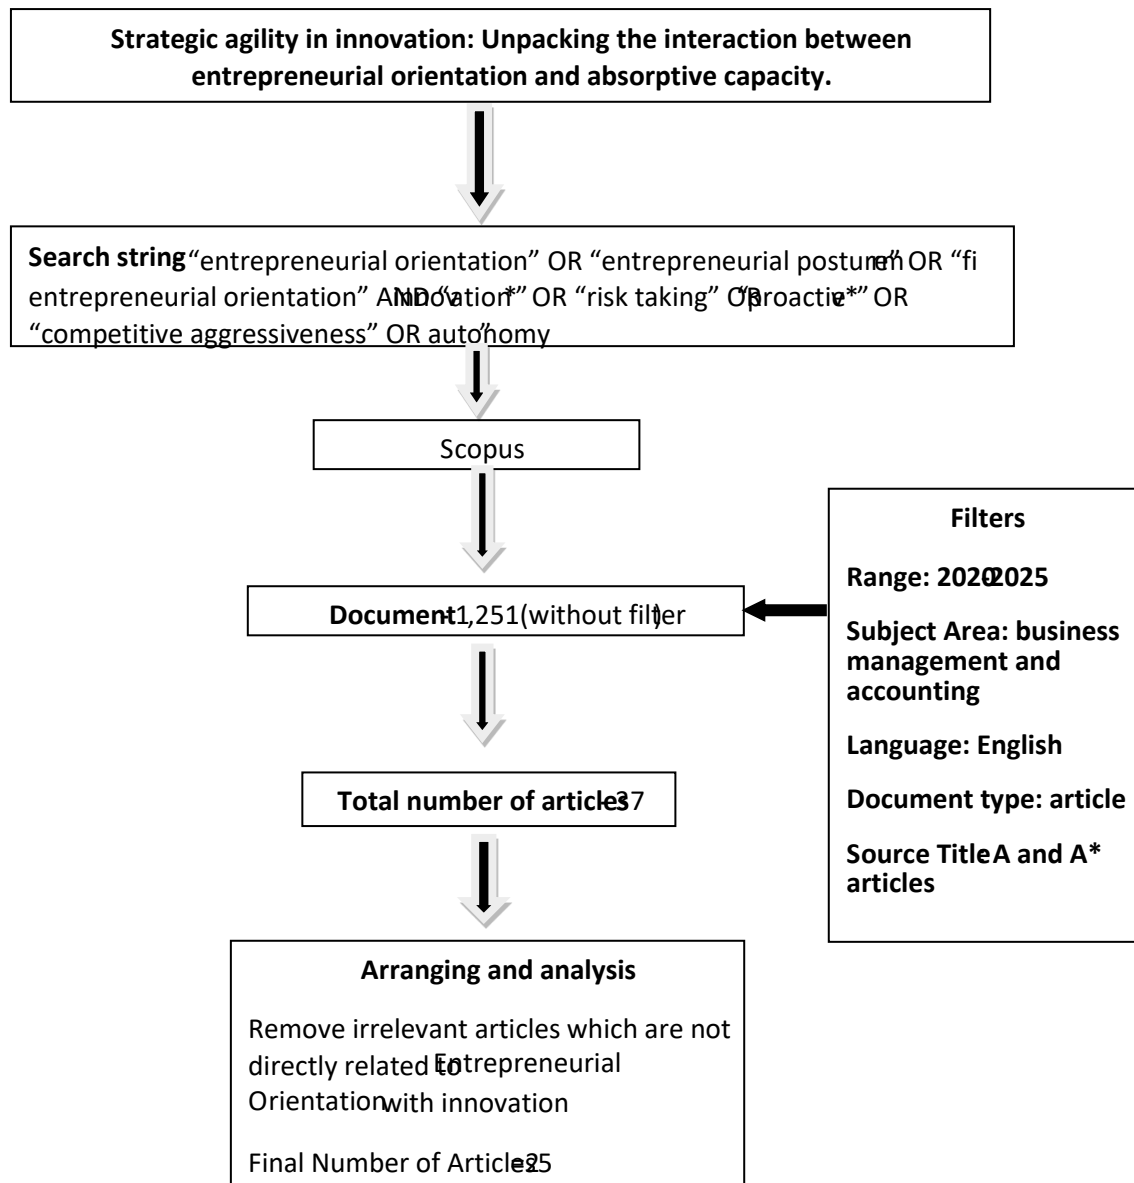 Strategic agility in innovation: Unpacking the interaction between
entrepreneurial orientation and absorptive capacity.
Search string: “entrepreneurial orientation” OR “entrepreneurial posture” OR “firm
entrepreneurial orientation” AND “innovation*” OR “risk taking” OR “proactive*” OR
“competitive aggressiveness” OR autonomy”
Scopus
Document - 1,251(without filter)
Filters
Range: 2020-2025
Subject Area: business
management and
accounting
Language: English
Document type: article
Source Title: A and A*
articles
Total number of articles - 37
Arranging and analysis
Remove irrelevant articles which are not
directly related to Entrepreneurial
Orientation with innovation
Final Number of Articles =25